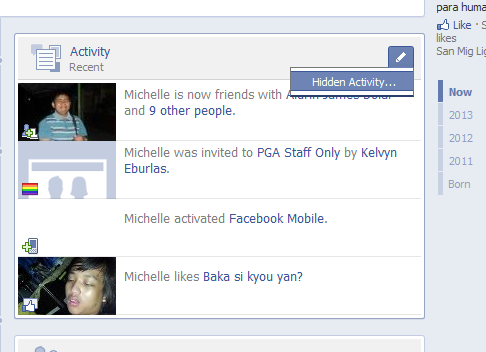 Activity
Recent
Hidden Activity...
Michelle is now friends with
and 9 other people.
Michelle was invited to PGA Staff Only by Kelvyn
Eburlas.
Michelle activated Facebook Mobile.
Michelle likes Baka si kyou yan?
para huma
Like ·
likes
San Mig Lig
Now
2013
2012
2011
Born